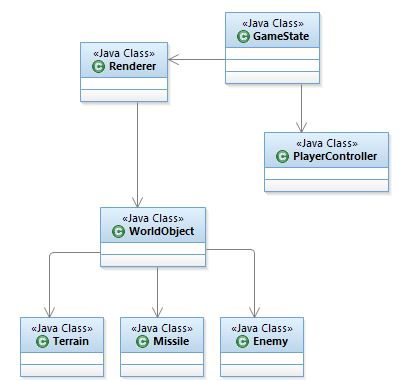 «Java Class»
GameState
«Java Class»
Renderer
«Java Class»
PlayerController
«Java Class»
WorldObject
«Java Class»
Terrain
«Java Class»
Missile
«Java Class»
Enemy